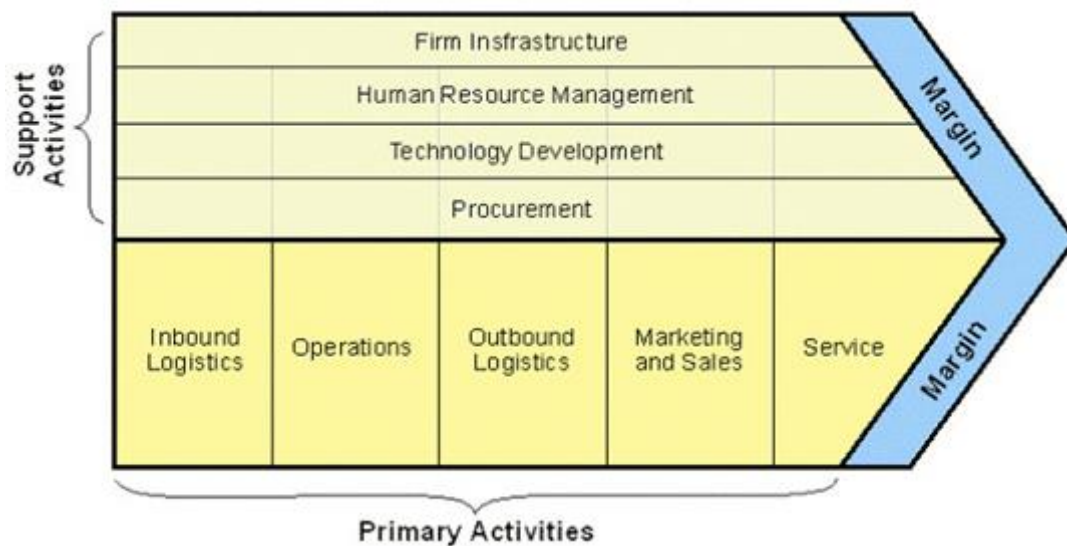 Support
Activities
Firm Insfrastructure
Human Resource Management
Technology Development
Procurement
Margin
Inbound
Logistics
Operations
Outbound
Logistics
Marketing
and Sales
Service
Margin
Primary Activities